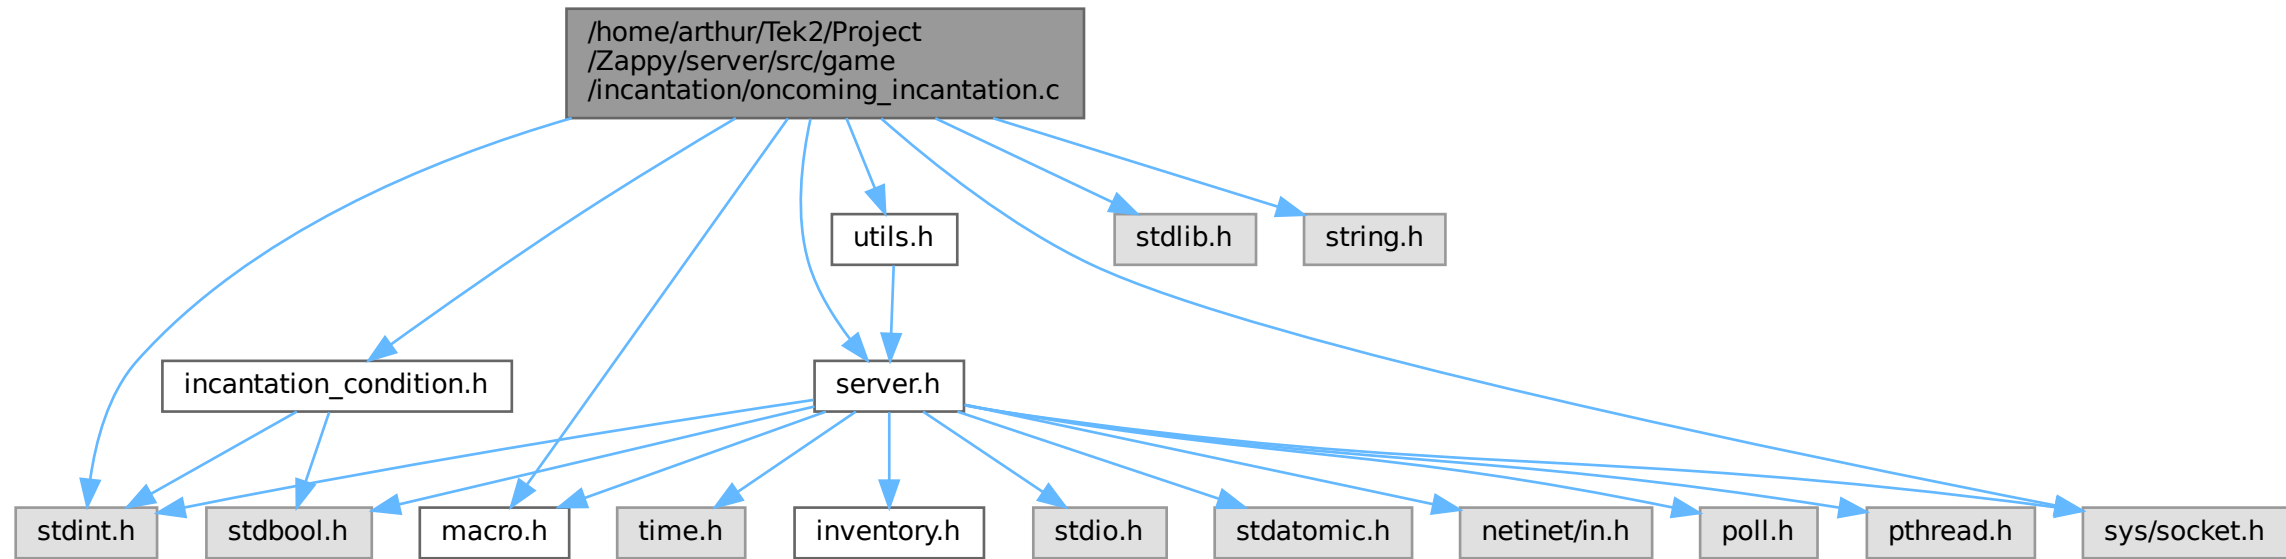 /home/arthur/Tek2/Project
/Zappy/server/src/game
/incantation/oncoming_incantation.c
utils.h
stdlib.h
string.h
incantation_condition.h
server.h
stdint.h
stdbool.h
macro.h
time.h
inventory.h
stdio.h
stdatomic.h
netinet/in.h
poll.h
pthread.h
sys/socket.h